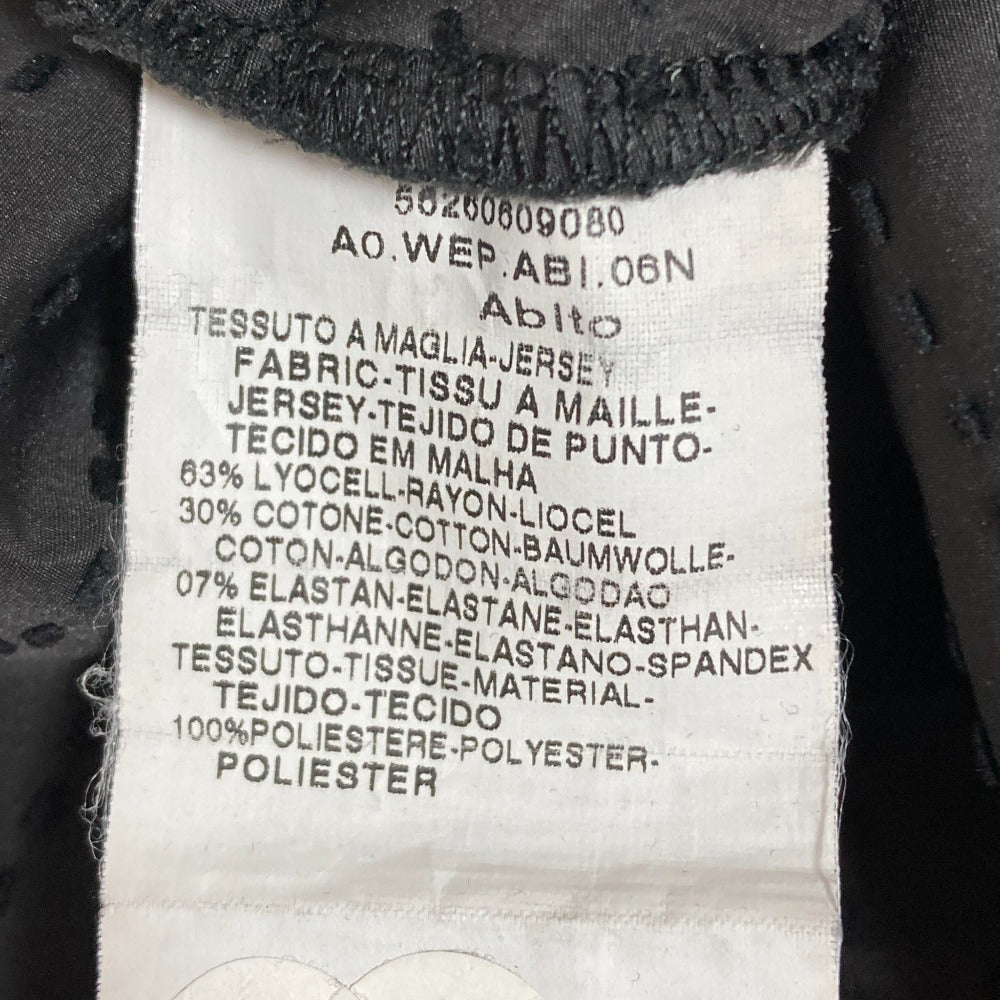 56260609080
A0.WEP.ABI.06N
Abito
TESSUTO A MAGLIA-JERSEY
FABRIC-TISSU A MAILLE-
JERSEY-TEJIDO DE PUNTO-
TECIDO EM MALHA
63% LYOCELL-RAYON-LIOCEL
30% COTONE-COTTON-BAUMWOLLE-
COTON-ALGODON-ALGODAO
07% ELASTAN-ELASTANE-ELASTHAN-
ELASTHANNE-ELASTANO-SPANDEX
TESSUTO-TISSUE-MATERIAL-
TEJIDO-TECIDO
100%POLIESTERE-POLYESTER-
POLIESTER